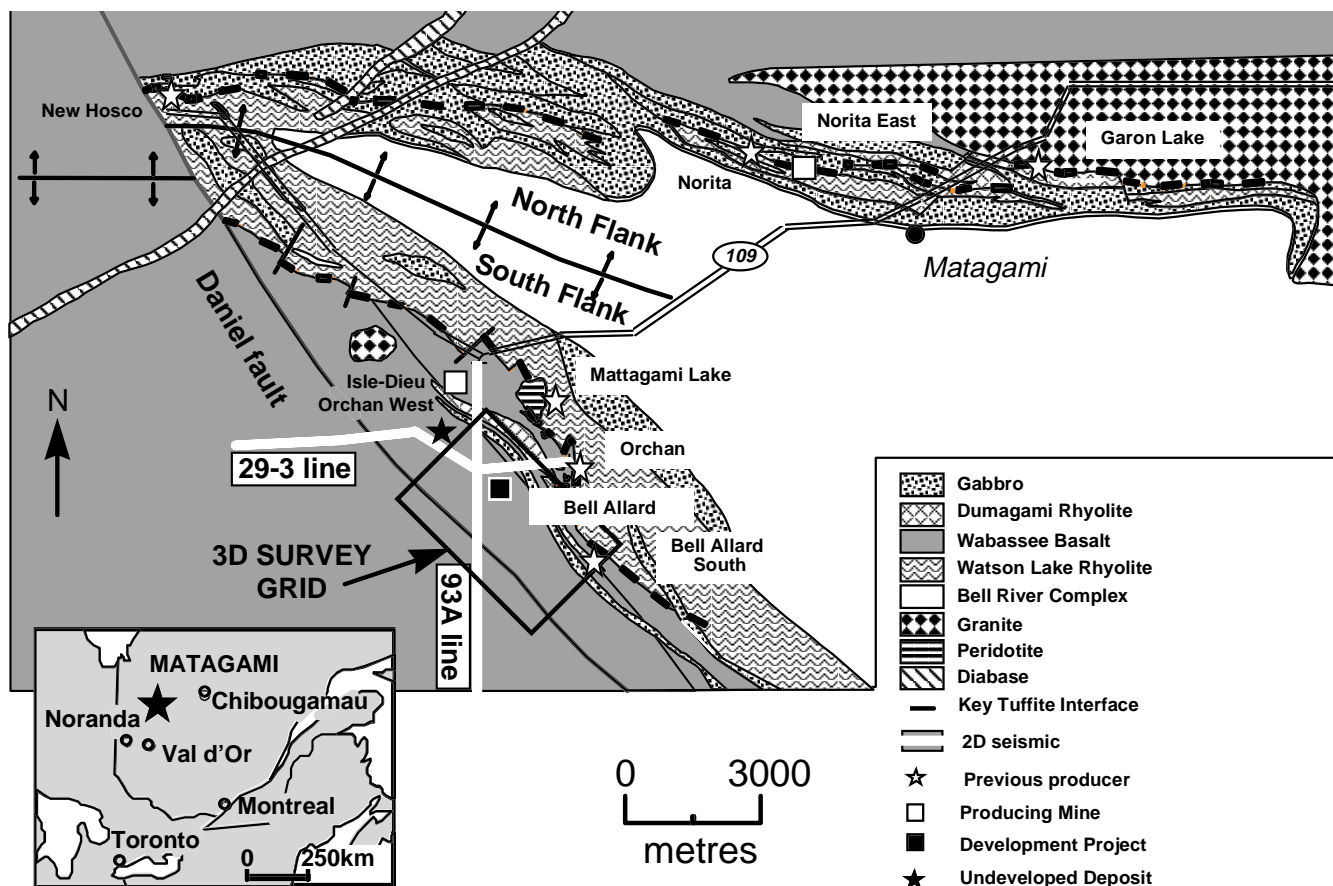 New Hosco
Norita East
Garon Lake
Norita
North Flank
South Flank
109
Matagami
Daniel fault
N
Isle-Dieu
Orchan West
Mattagami Lake
29-3 line
Orchan
Bell Allard
3D SURVEY
GRID
Bell Allard
South
93A line
MATAGAMI
Chibougamau
Noranda
Val d’Or
Montreal
Toronto
0 250km
0 3000
metres
Gabbro
Dumagami Rhyolite
Wabassee Basalt
Watson Lake Rhyolite
Bell River Complex
Granite
Peridotite
Diabase
Key Tuffite Interface
2D seismic
Previous producer
Producing Mine
Development Project
Undeveloped Deposit